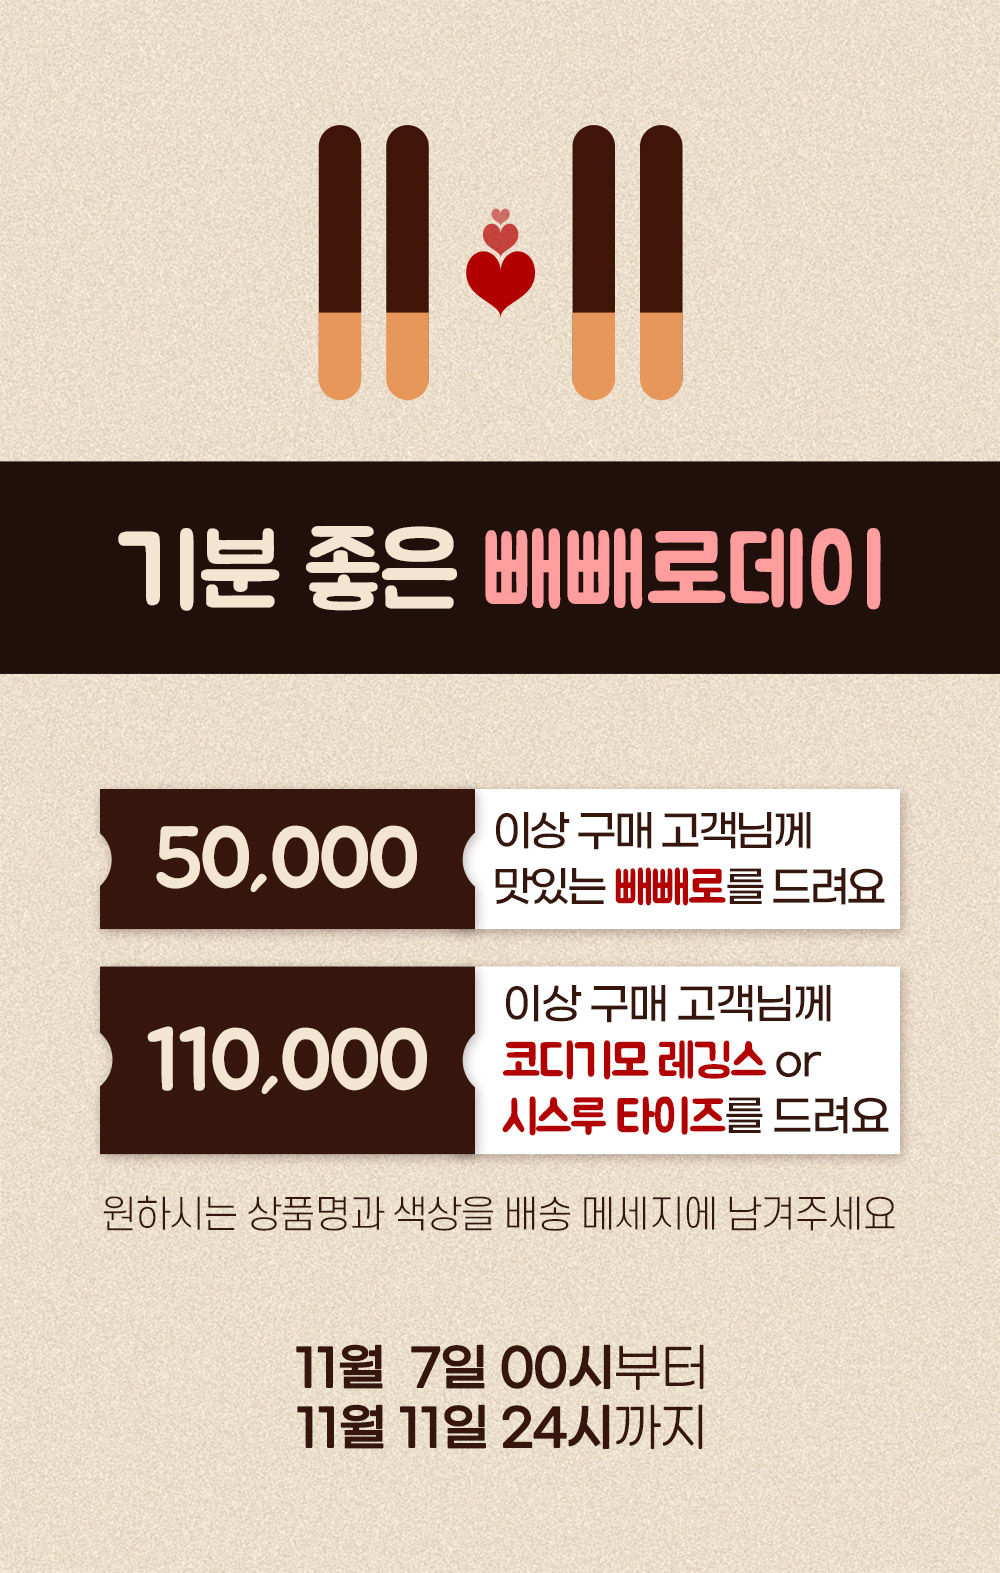 기분 좋은 빼빼로데이
50,000
이상 구매 고객님께
맛있는 빼빼로를 드려요
110,000
이상 구매 고객님께
코디기모 레깅스 or
시스루 타이즈를 드려요
원하시는 상품명과 색상을 배송 메세지에 남겨주세요
11월 7일 00시부터
11월 11일 24시까지